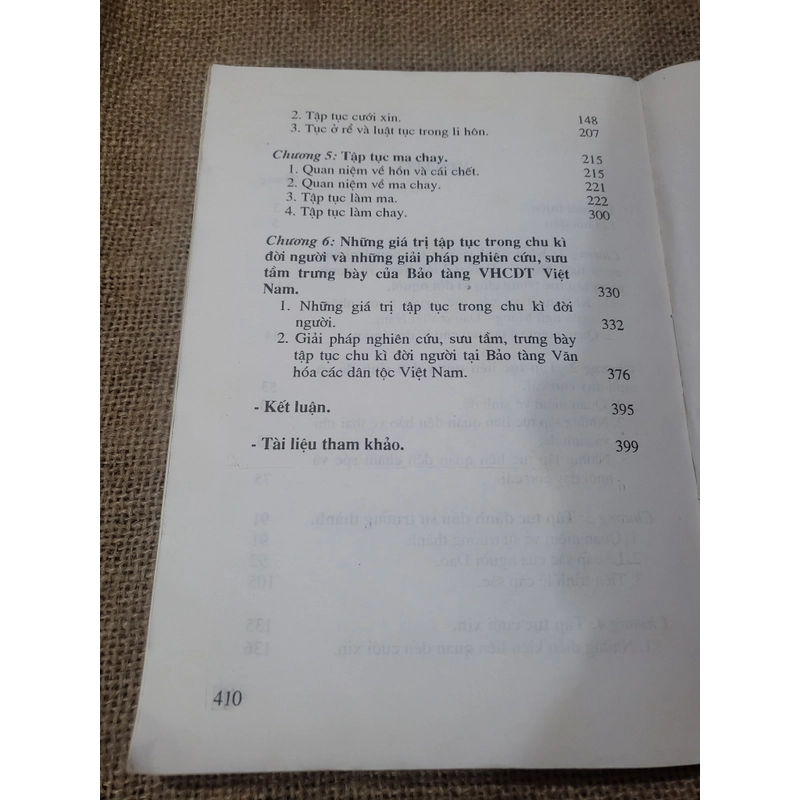 2. Tập tục cưới xin. 148
3. Tục ở rể và luật tục trong li hôn. 207
Chương 5: Tập tục ma chay. 215
1. Quan niệm về hồn và cái chết. 215
2. Quan niệm về ma chay. 221
3. Tập tục làm ma. 222
4. Tập tục làm chay. 300
Chương 6: Những giá trị tập tục trong chu kì
đời người và những giải pháp nghiên cứu, sưu
tầm trưng bày của Bảo tàng VHCDT Việt
Nam. 330
1. Những giá trị tập tục trong chu kì đời
người. 332
2. Giải pháp nghiên cứu, sưu tầm, trưng bày
tập tục chu kì đời người tại Bảo tàng Văn
hóa các dân tộc Việt Nam. 376
- Kết luận. 395
- Tài liệu tham khảo. 399
410